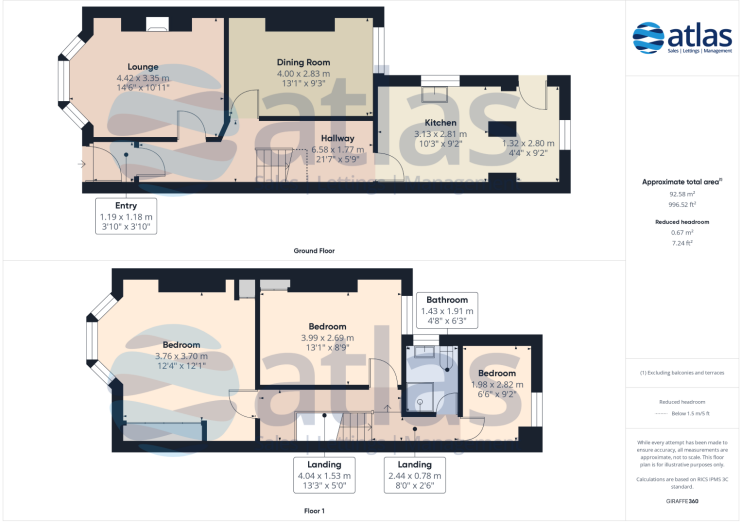 Lounge
4.42 x 3.35 m
14'6" x 10'11"
Dining Room
4.00 x 2.83 m
13'1" x 9'3"
Kitchen
3.13 x 2.81 m
10'3" x 9'2"
1.32 x 2.80 m
4'4" x 9'2"
Hallway
6.58 x 1.77 m
21'7" x 5'9"
Entry
1.19 x 1.18 m
3'10" x 3'10"
atlas
Sales | Lettings | Management
Ground Floor
Bedroom
3.76 x 3.70 m
12'4" x 12'1"
Bedroom
3.99 x 2.69 m
13'1" x 8'9"
Bathroom
1.43 x 1.91 m
4'8" x 6'3"
Bedroom
1.98 x 2.82 m
6'6" x 9'2"
Landing
4.04 x 1.53 m
13'3" x 5'0"
Landing
2.44 x 0.78 m
8'0" x 2'6"
atlas
Sales | Lettings | Management
Floor 1
atlas
Sales | Lettings | Management
Approximate total area(1)
92.58 m²
996.52 ft²
Reduced headroom
0.67 m²
7.24 ft²
(1) Excluding balconies and terraces
Reduced headroom
Below 1.5 m/5 ft
While every attempt has been made to
ensure accuracy, all measurements are
approximate, not to scale. This floor
plan is for illustrative purposes only.
Calculations are based on RICS IPMS 3C
standard.
GIRAFFE360